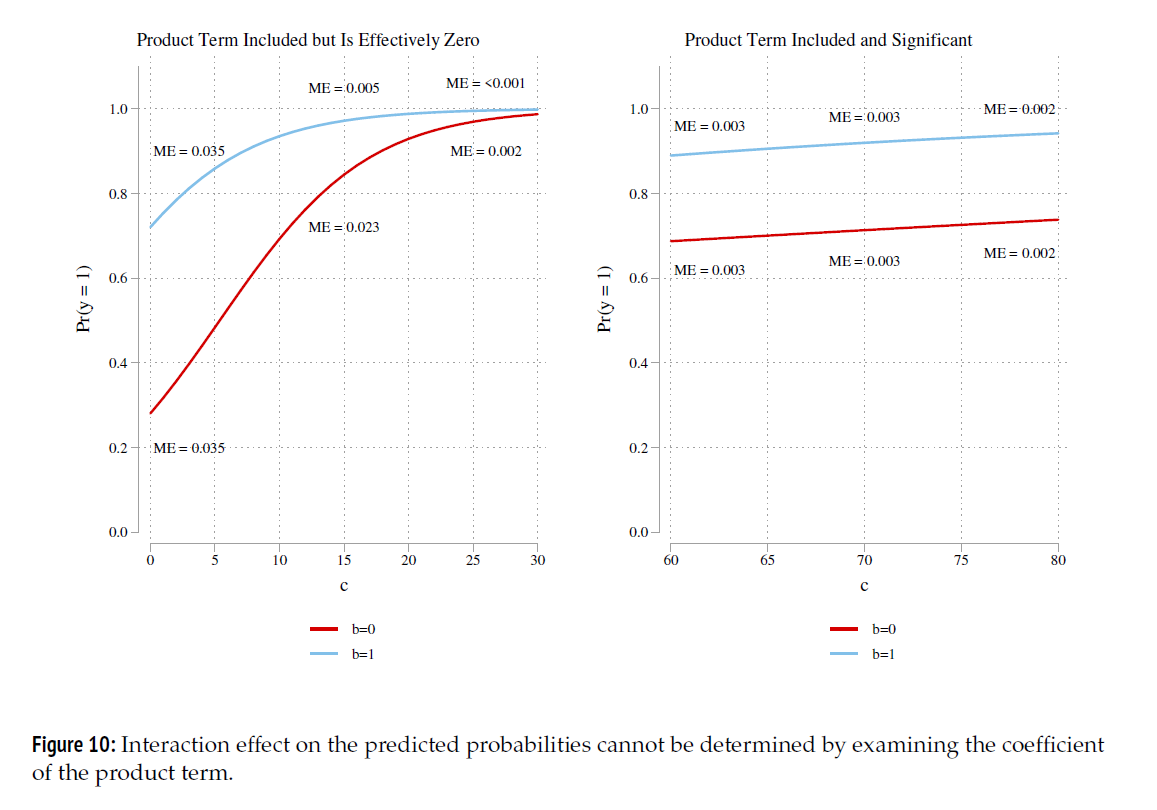 Product Term Included but Is Effectively Zero
ME = 0.005
ME = <0.001
1.0
ME = 0.035
ME = 0.002
0.8
ME = 0.023
Pr(y = 1)
0.6
0.4
0.2
ME = 0.035
0.0
0 5 10 15 20 25 30
c
b=0
b=1
Product Term Included and Significant
1.0
ME = 0.003
ME = 0.003
ME = 0.002
0.8
Pr(y = 1)
0.6
ME = 0.003
ME = 0.003
ME = 0.002
0.4
0.2
0.0
60 65 70 75 80
c
b=0
b=1
Figure 10: Interaction effect on the predicted probabilities cannot be determined by examining the coefficient
of the product term.